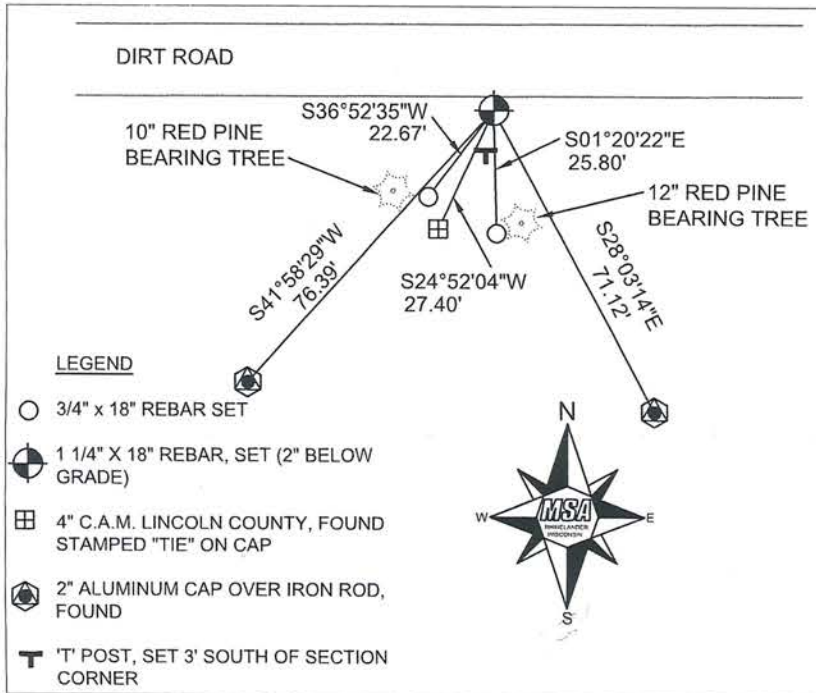 DIRT ROAD
S36°52'35"W
22.67'
10" RED PINE
BEARING TREE
S01°20'22"E
25.80'
12" RED PINE
BEARING TREE
S41°58'29"W
76.39'
S24°52'04"W
27.40'
S28°03'14"E
71.12'
LEGEND
3/4" x 18" REBAR SET
1 1/4" X 18" REBAR, SET (2" BELOW
GRADE)
4" C.A.M. LINCOLN COUNTY, FOUND
STAMPED "TIE" ON CAP
2" ALUMINUM CAP OVER IRON ROD,
FOUND
'T' POST, SET 3' SOUTH OF SECTION
CORNER
N
W
MSA
RHINELANDER
WISCONSIN
E
S